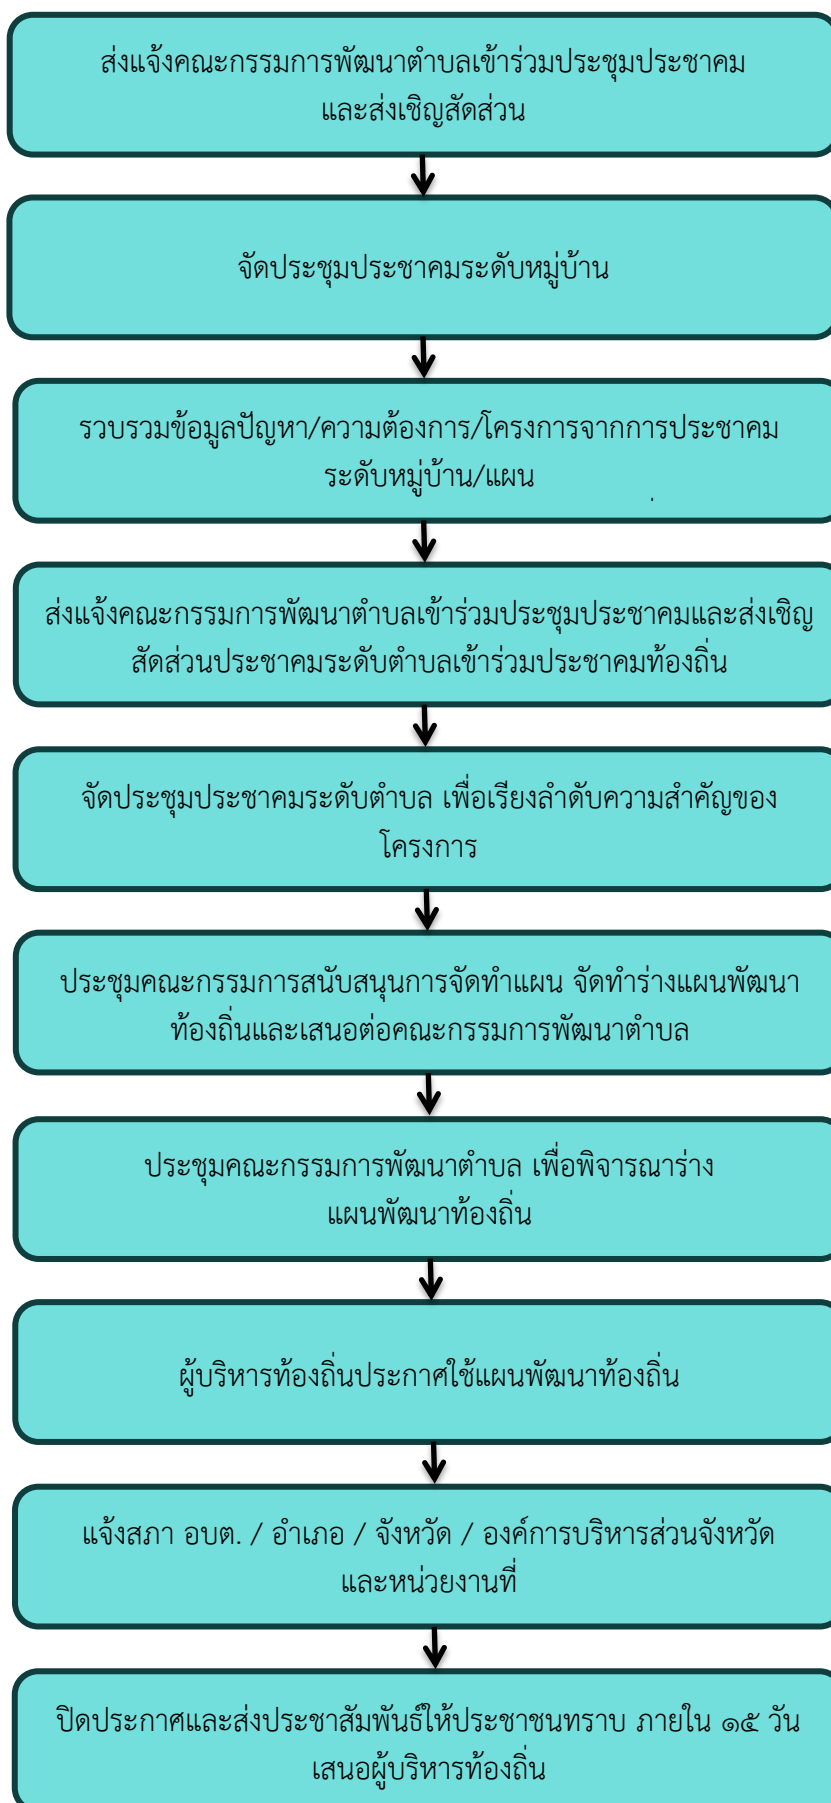 ส่งแจ้งคณะกรรมการพัฒนาตำบลเข้าร่วมประชุมประชาคม
และส่งเชิญสัดส่วน
จัดประชุมประชาคมระดับหมู่บ้าน
รวบรวมข้อมูลปัญหา/ความต้องการ/โครงการจากการประชาคม
ระดับหมู่บ้าน/แผน
ส่งแจ้งคณะกรรมการพัฒนาตำบลเข้าร่วมประชุมประชาคมและส่งเชิญ
สัดส่วนประชาคมระดับตำบลเข้าร่วมประชาคมท้องถิ่น
จัดประชุมประชาคมระดับตำบล เพื่อเรียงลำดับความสำคัญของ
โครงการ
ประชุมคณะกรรมการสนับสนุนการจัดทำแผน จัดทำร่างแผนพัฒนา
ท้องถิ่นและเสนอต่อคณะกรรมการพัฒนาตำบล
ประชุมคณะกรรมการพัฒนาตำบล เพื่อพิจารณาร่าง
แผนพัฒนาท้องถิ่น
ผู้บริหารท้องถิ่นประกาศใช้แผนพัฒนาท้องถิ่น
แจ้งสภา อบต. / อำเภอ / จังหวัด / องค์การบริหารส่วนจังหวัด
และหน่วยงานที่
ปิดประกาศและส่งประชาสัมพันธ์ให้ประชาชนทราบ ภายใน ๑๕ วัน
เสนอผู้บริหารท้องถิ่น